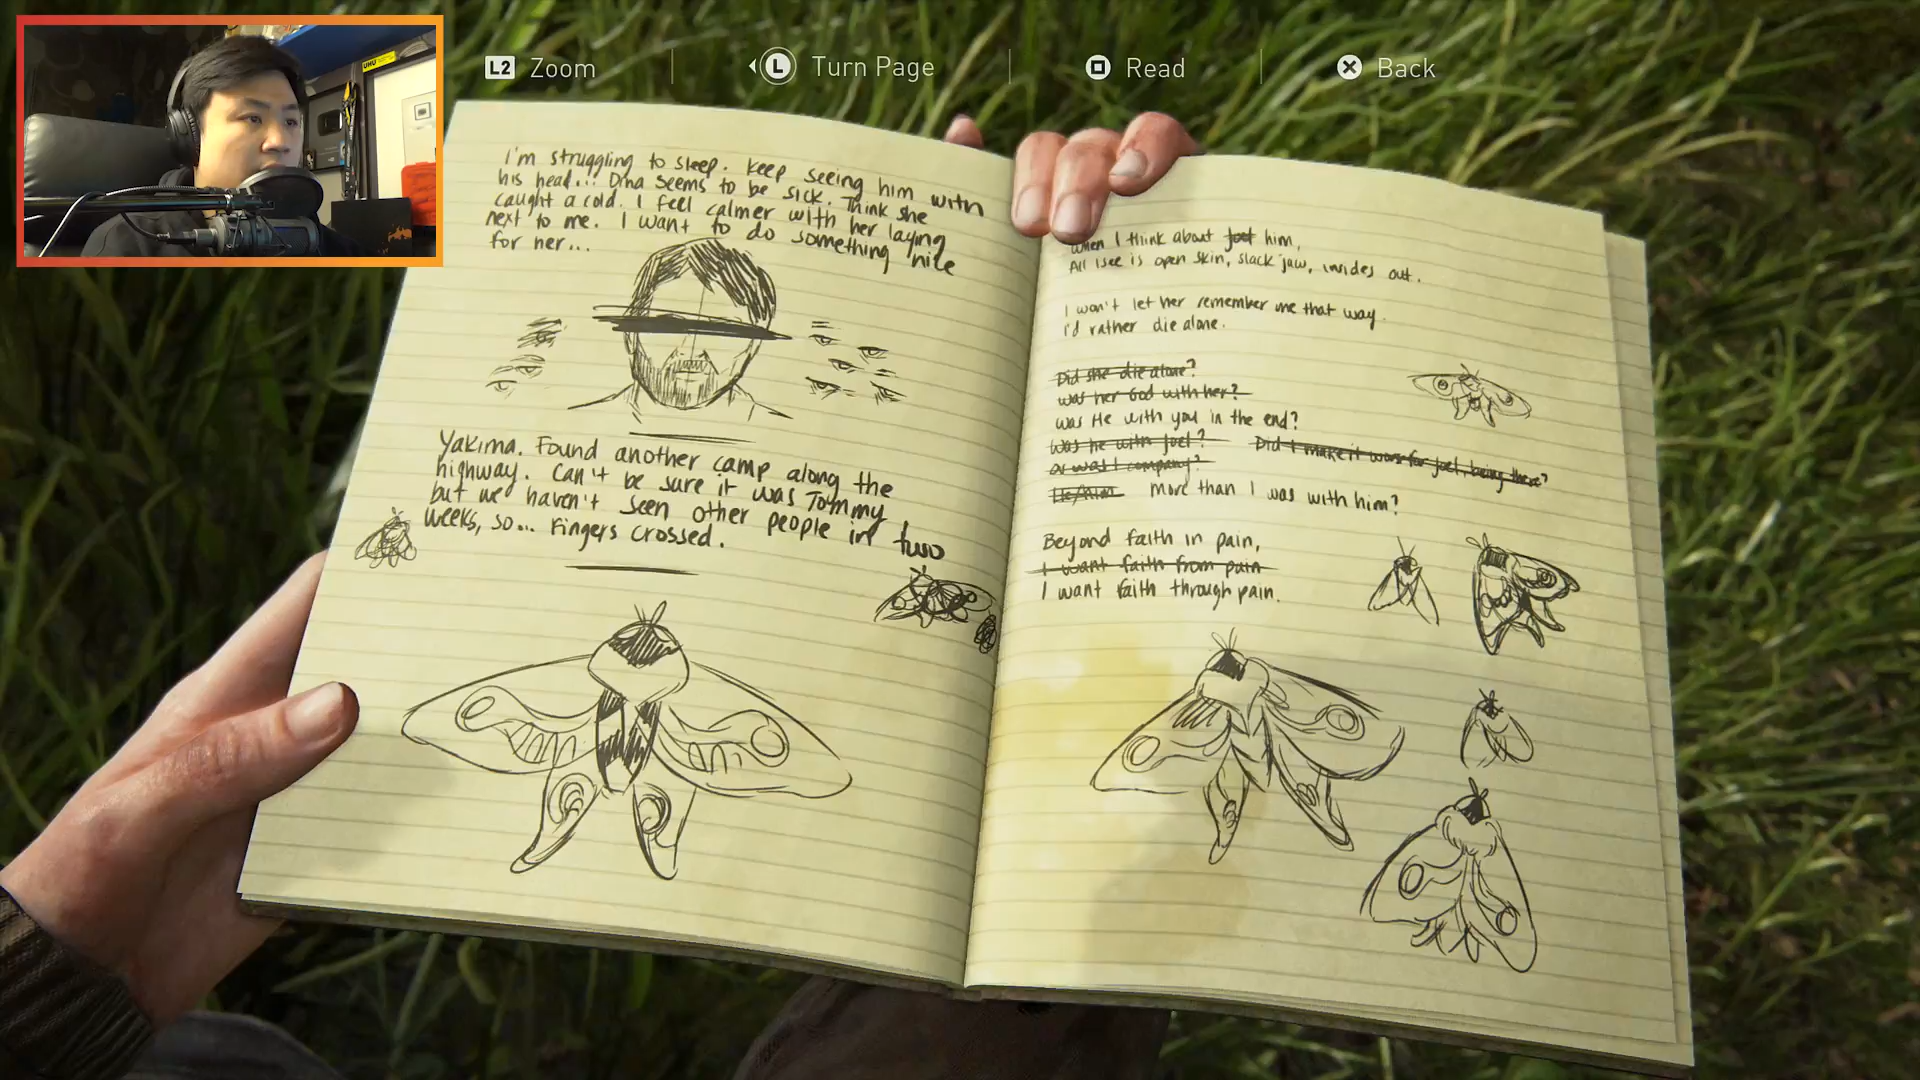 L2 Zoom
L Turn Page
Read
Back
UHU
I'm struggling to sleep. Keep seeing him with
his head... Dina seems to be sick. Think she
caught a cold. I feel calmer with her laying
next to me. I want to do something nice
for her...
Yakima. Found another camp along the
highway. Can't be sure it was Tommy
but we haven't seen other people in two
weeks, so... Fingers crossed.
When I think about Joel him,
All I see is open skin, slack jaw, insides out.
I won't let her remember me that way.
I'd rather die alone.
Did she die alone?
was her God with her?
was He with you in the end?
Was he with Joel? Did I make it worse for Joel, being there?
or was I company?
more than I was with him?
Beyond faith in pain,
I want faith from pain
I want faith through pain.